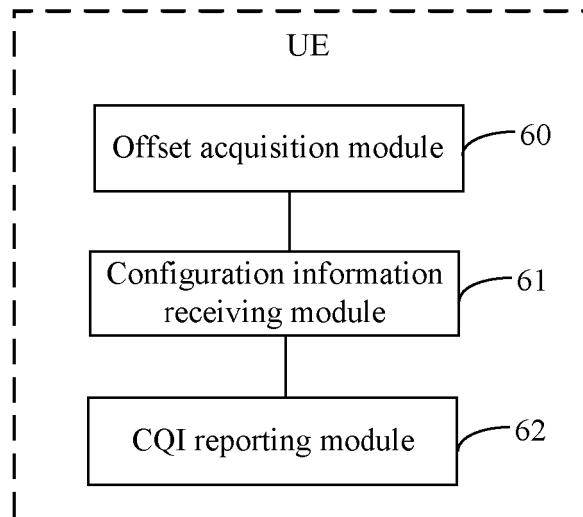 UE
Offset acquisition module
60
Configuration information
receiving module
61
CQI reporting module
62